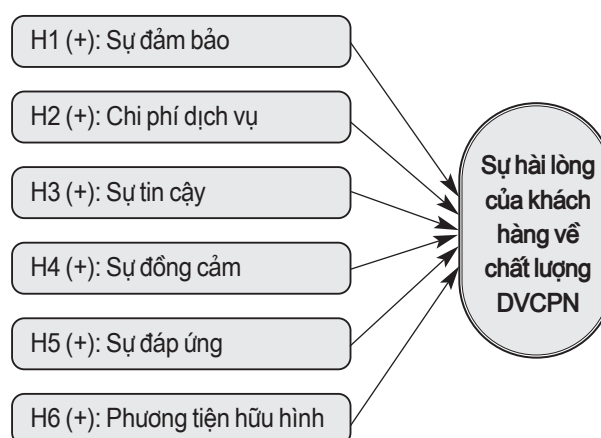 H1 (+): Sự đảm bảo
H2 (+): Chi phí dịch vụ
H3 (+): Sự tin cậy
H4 (+): Sự đồng cảm
H5 (+): Sự đáp ứng
H6 (+): Phương tiện hữu hình
Sự hài lòng
của khách
hàng về
chất lượng
DVCPN